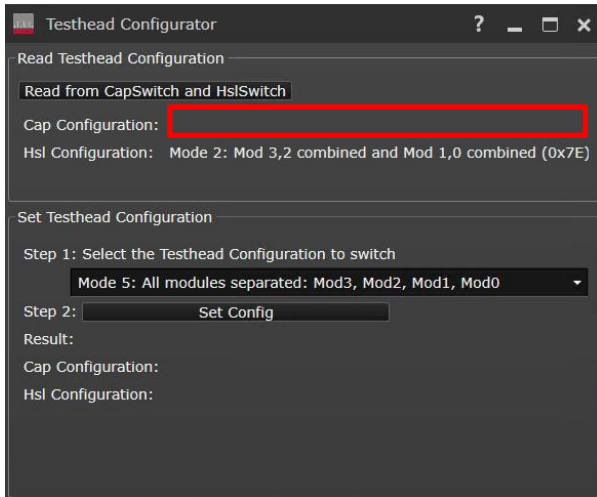 Testhead Configurator ?
Read Testhead Configuration
Read from CapSwitch and HslSwitch
Cap Configuration:
Hsl Configuration: Mode 2: Mod 3,2 combined and Mod 1,0 combined (0x7E)
Set Testhead Configuration
Step 1: Select the Testhead Configuration to switch
Mode 5: All modules separated: Mod3, Mod2, Mod1, Mod0
Step 2: Set Config
Result:
Cap Configuration:
Hsl Configuration: